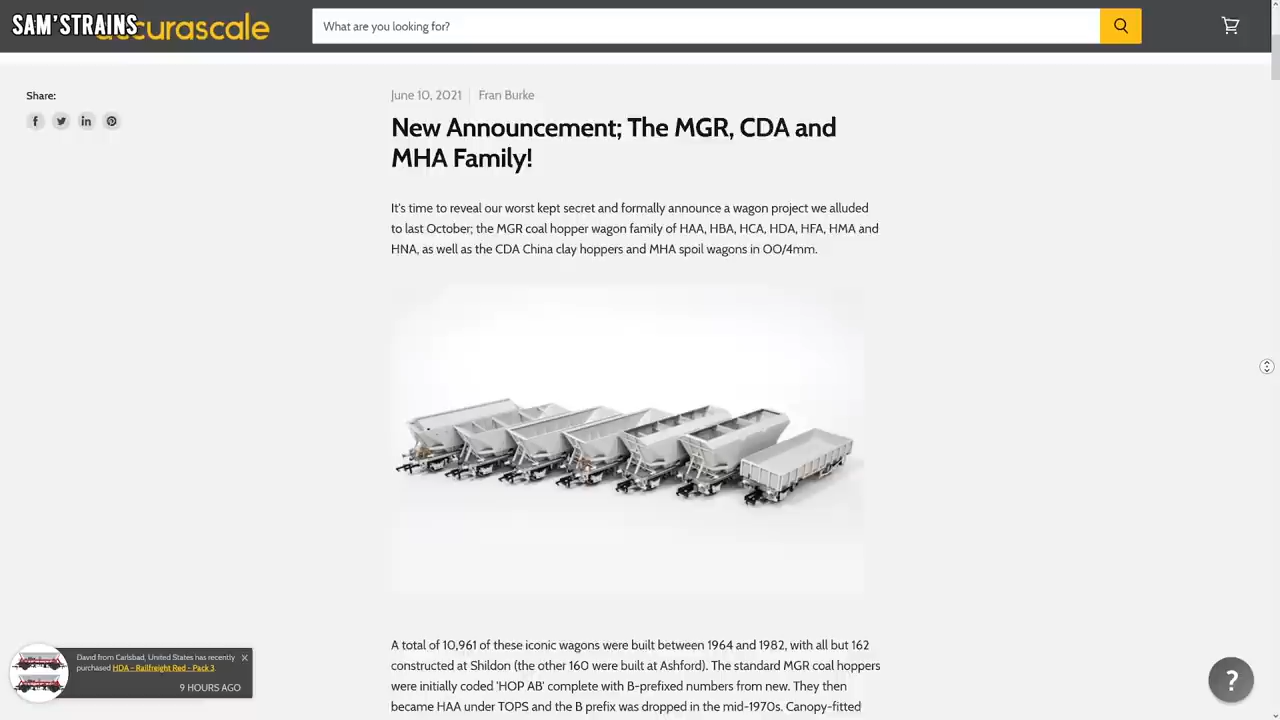 SAM'STRAINS
accurascale
What are you looking for?
Share:
June 10, 2021 Fran Burke
New Announcement; The MGR, CDA and
MHA Family!
It's time to reveal our worst kept secret and formally announce a wagon project we alluded
to last October; the MGR coal hopper wagon family of HAA, HBA, HCA, HDA, HFA, HMA and
HNA, as well as the CDA China clay hoppers and MHA spoil wagons in OO/4mm.
A total of 10,961 of these iconic wagons were built between 1964 and 1982, with all but 162
constructed at Shildon (the other 160 were built at Ashford). The standard MGR coal hoppers
were initially coded 'HOP AB' complete with B-prefixed numbers from new. They then
became HAA under TOPS and the B prefix was dropped in the mid-1970s. Canopy-fitted
David from Carlsbad, United States has recently
purchased HDA - Railfreight Red - Pack 3.
9 HOURS AGO
?